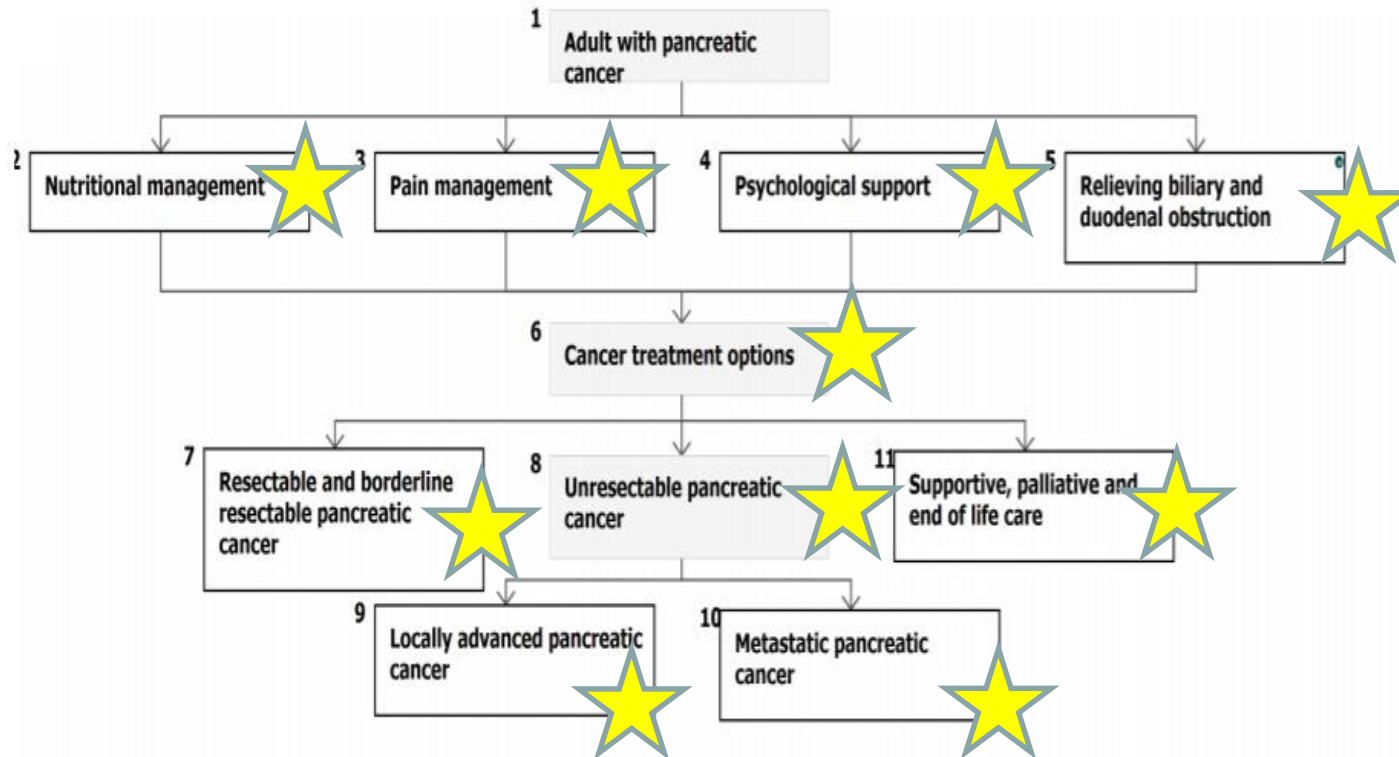 1
Adult with pancreatic
cancer
2
Nutritional management
3
Pain management
4
Psychological support
5
Relieving biliary and
duodenal obstruction
6
Cancer treatment options
7
Resectable and borderline
resectable pancreatic
cancer
8
Unresectable pancreatic
cancer
11
Supportive, palliative and
end of life care
9
Locally advanced pancreatic
cancer
10
Metastatic pancreatic
cancer